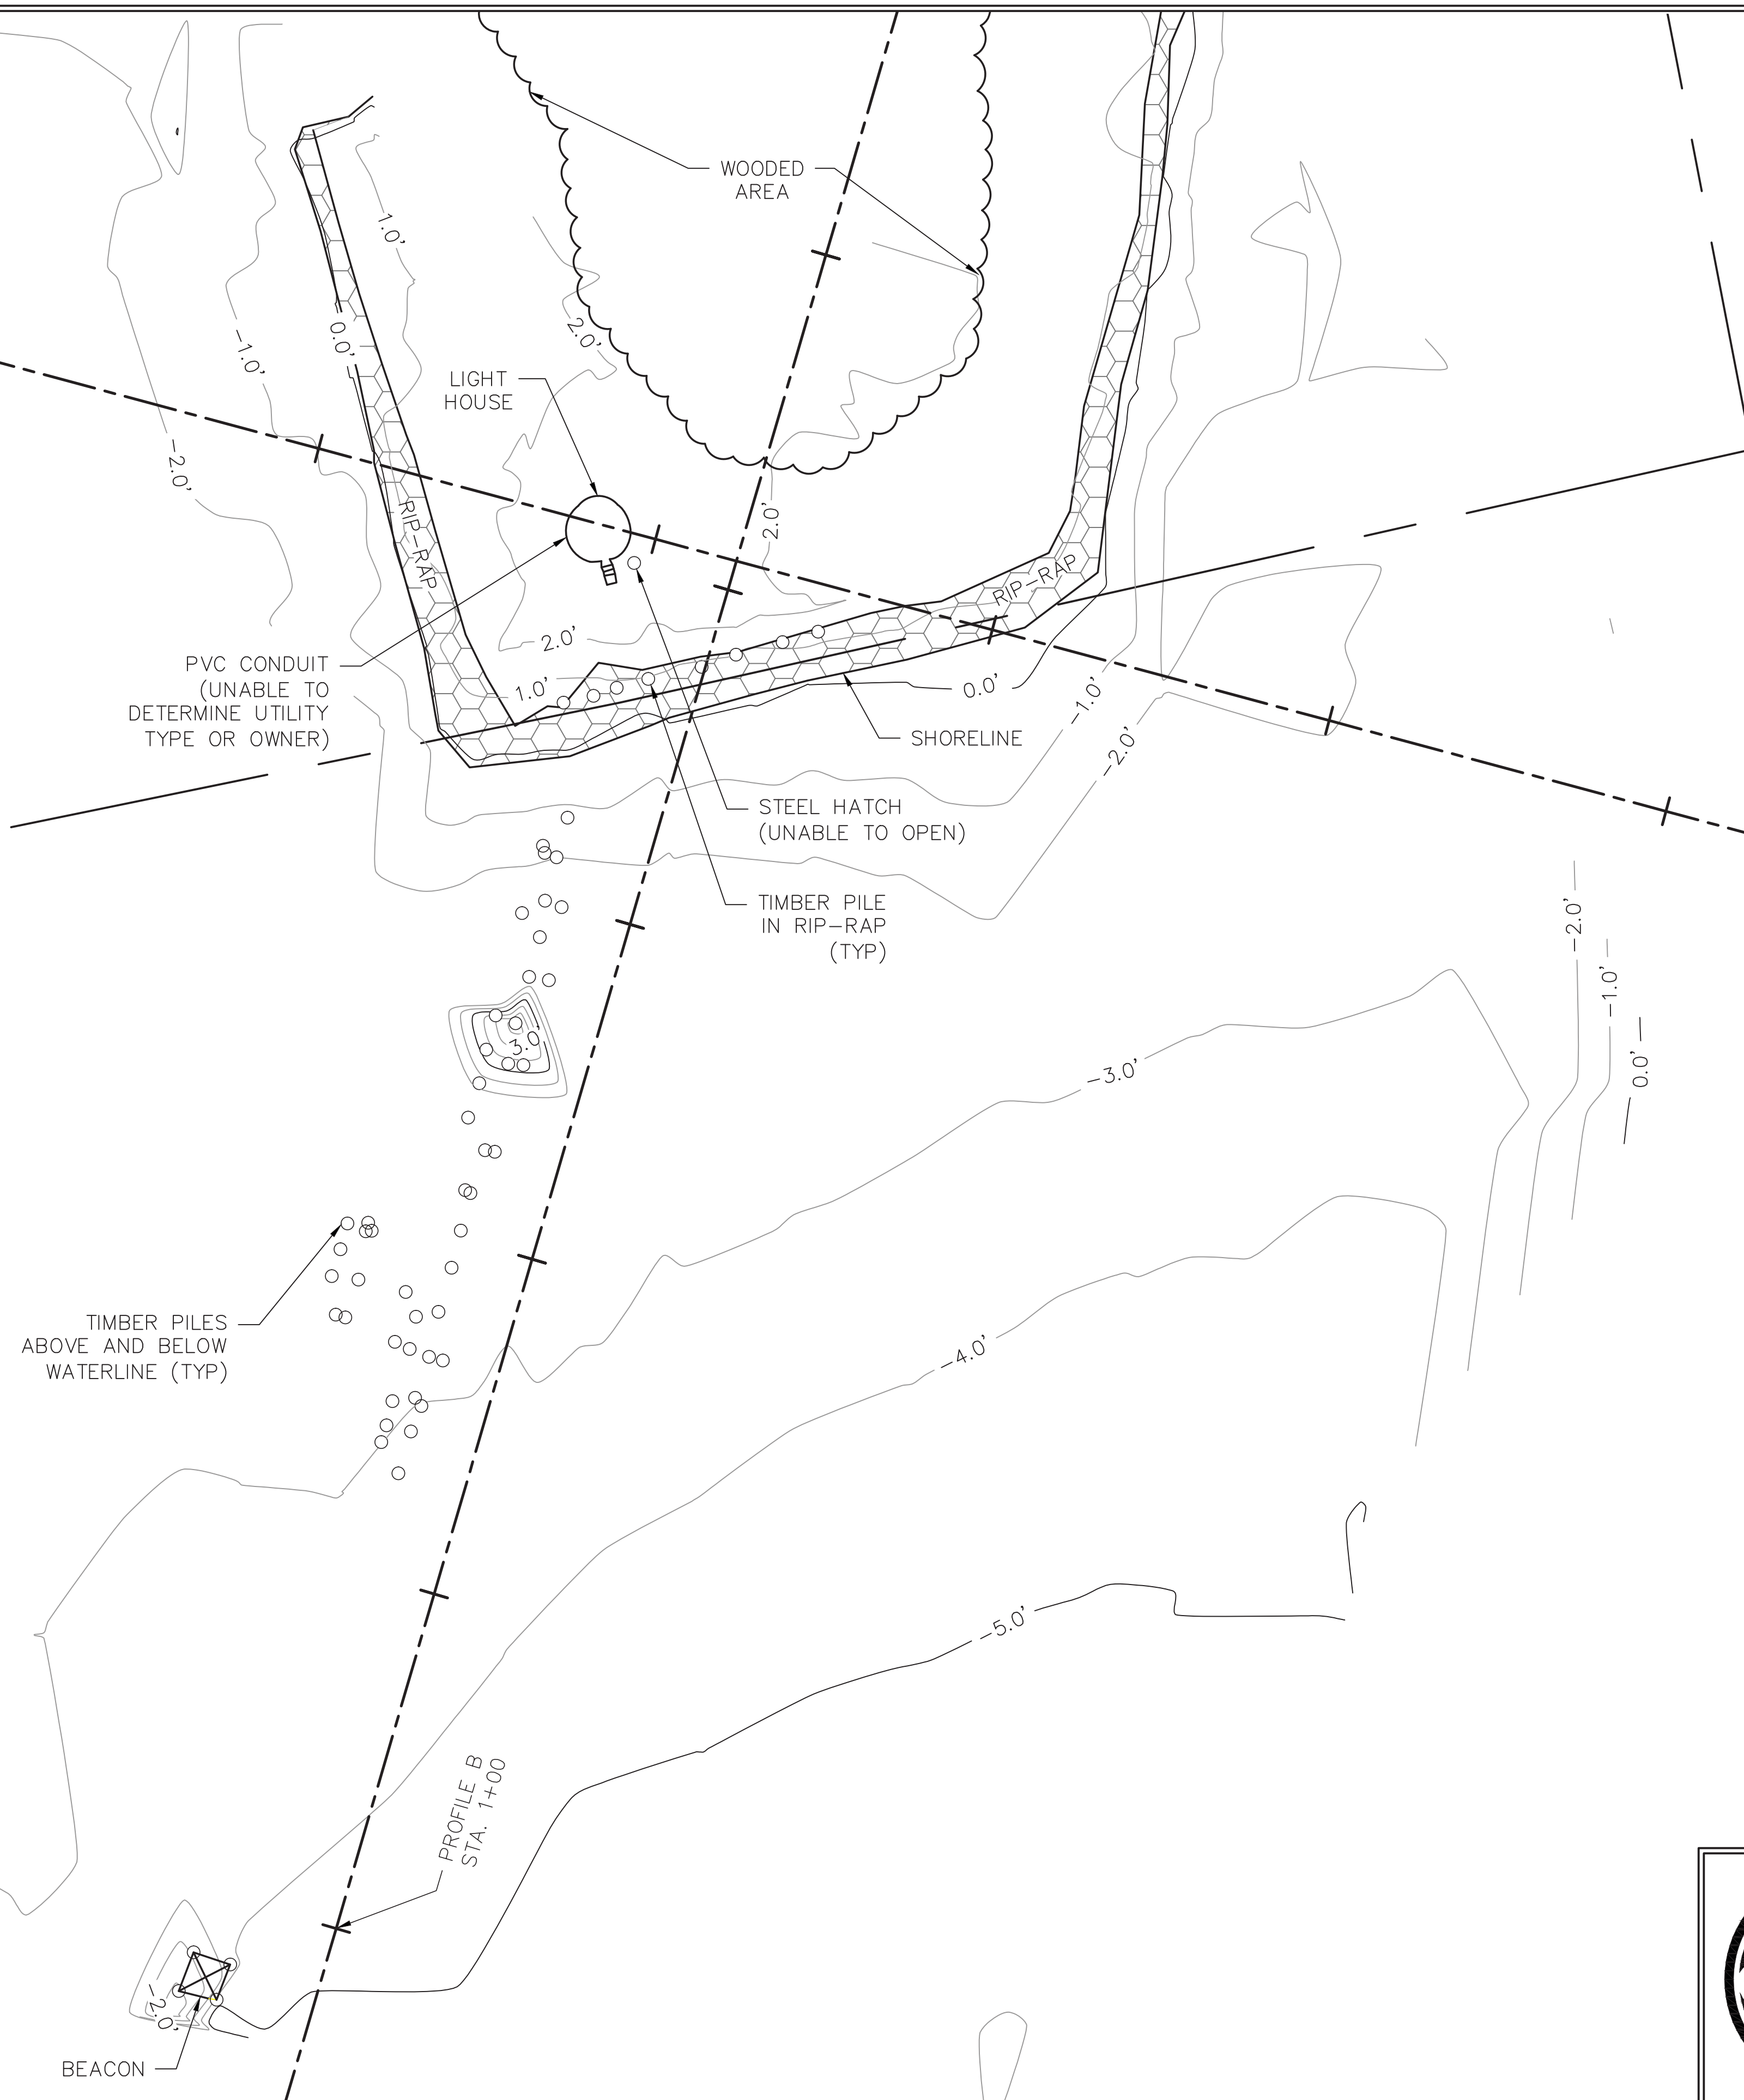 WOODED
AREA
1.0'
2.0'
0.0'
-1.0'
-2.0'
LIGHT
HOUSE
RIP-RAP
2.0'
RIP-RAP
2.0'
1.0'
0.0'
-1.0'
-2.0'
PVC CONDUIT
(UNABLE TO
DETERMINE UTILITY
TYPE OR OWNER)
SHORELINE
STEEL HATCH
(UNABLE TO OPEN)
TIMBER PILE
IN RIP-RAP
(TYP)
-2.0'
-1.0'
0.0'
3.0'
-3.0'
TIMBER PILES
ABOVE AND BELOW
WATERLINE (TYP)
-4.0'
-5.0'
PROFILE B
STA. 1+00
-2.0'
BEACON